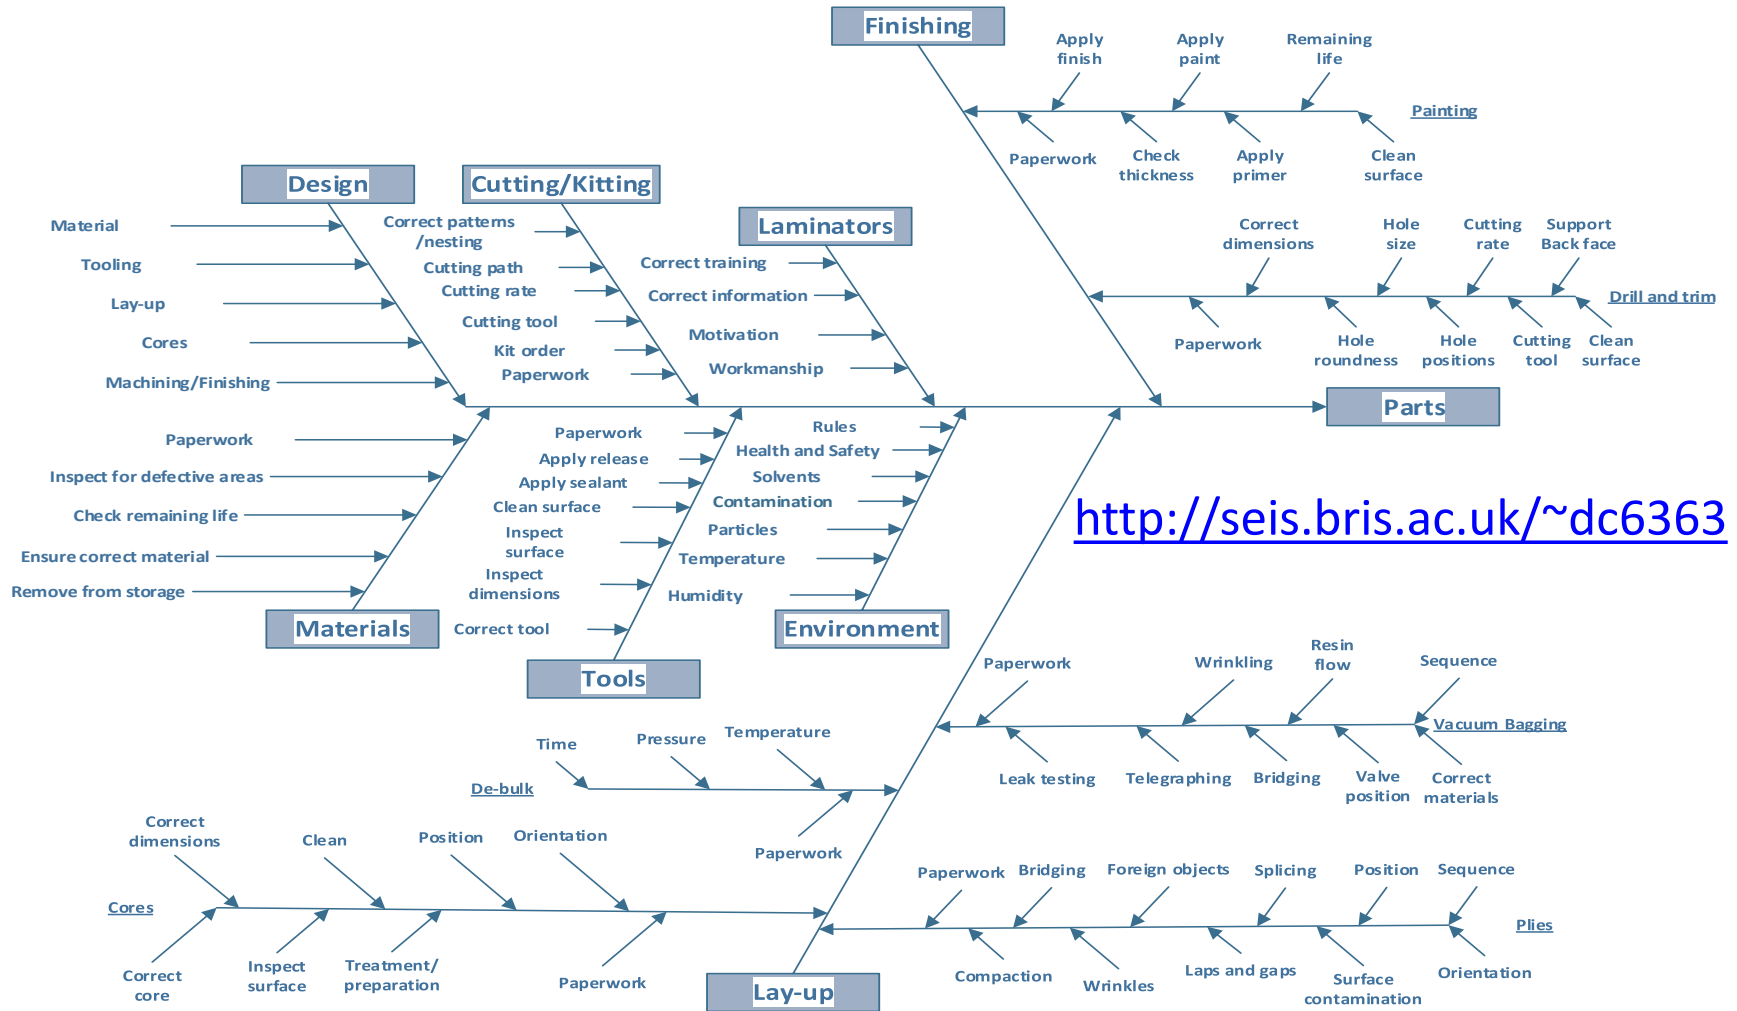 Finishing
Apply
finish
Apply
paint
Remaining
life
Painting
Paperwork
Check
thickness
Apply
primer
Clean
surface
Design
Cutting/Kitting
Laminators
Material
Tooling
Lay-up
Cores
Machining/Finishing
Correct patterns
/nesting
Cutting path
Cutting rate
Cutting tool
Kit order
Paperwork
Correct training
Correct information
Motivation
Workmanship
Correct
dimensions
Hole
size
Cutting
rate
Support
Back face
Drill and trim
Paperwork
Hole
roundness
Hole
positions
Cutting
tool
Clean
surface
Parts
Paperwork
Inspect for defective areas
Check remaining life
Ensure correct material
Remove from storage
Materials
Paperwork
Apply release
Apply sealant
Clean surface
Inspect
surface
Inspect
dimensions
Correct tool
Tools
Rules
Health and Safety
Solvents
Contamination
Particles
Temperature
Humidity
Environment
http://seis.bris.ac.uk/~dc6363
Paperwork
Wrinkling
Resin
flow
Sequence
Vacuum Bagging
Leak testing
Telegraphing
Bridging
Valve
position
Correct
materials
Time
Pressure
Temperature
De-bulk
Paperwork
Correct
dimensions
Clean
Position
Orientation
Cores
Correct
core
Inspect
surface
Treatment/
preparation
Paperwork
Paperwork
Bridging
Foreign objects
Splicing
Position
Sequence
Plies
Compaction
Wrinkles
Laps and gaps
Surface
contamination
Orientation
Lay-up